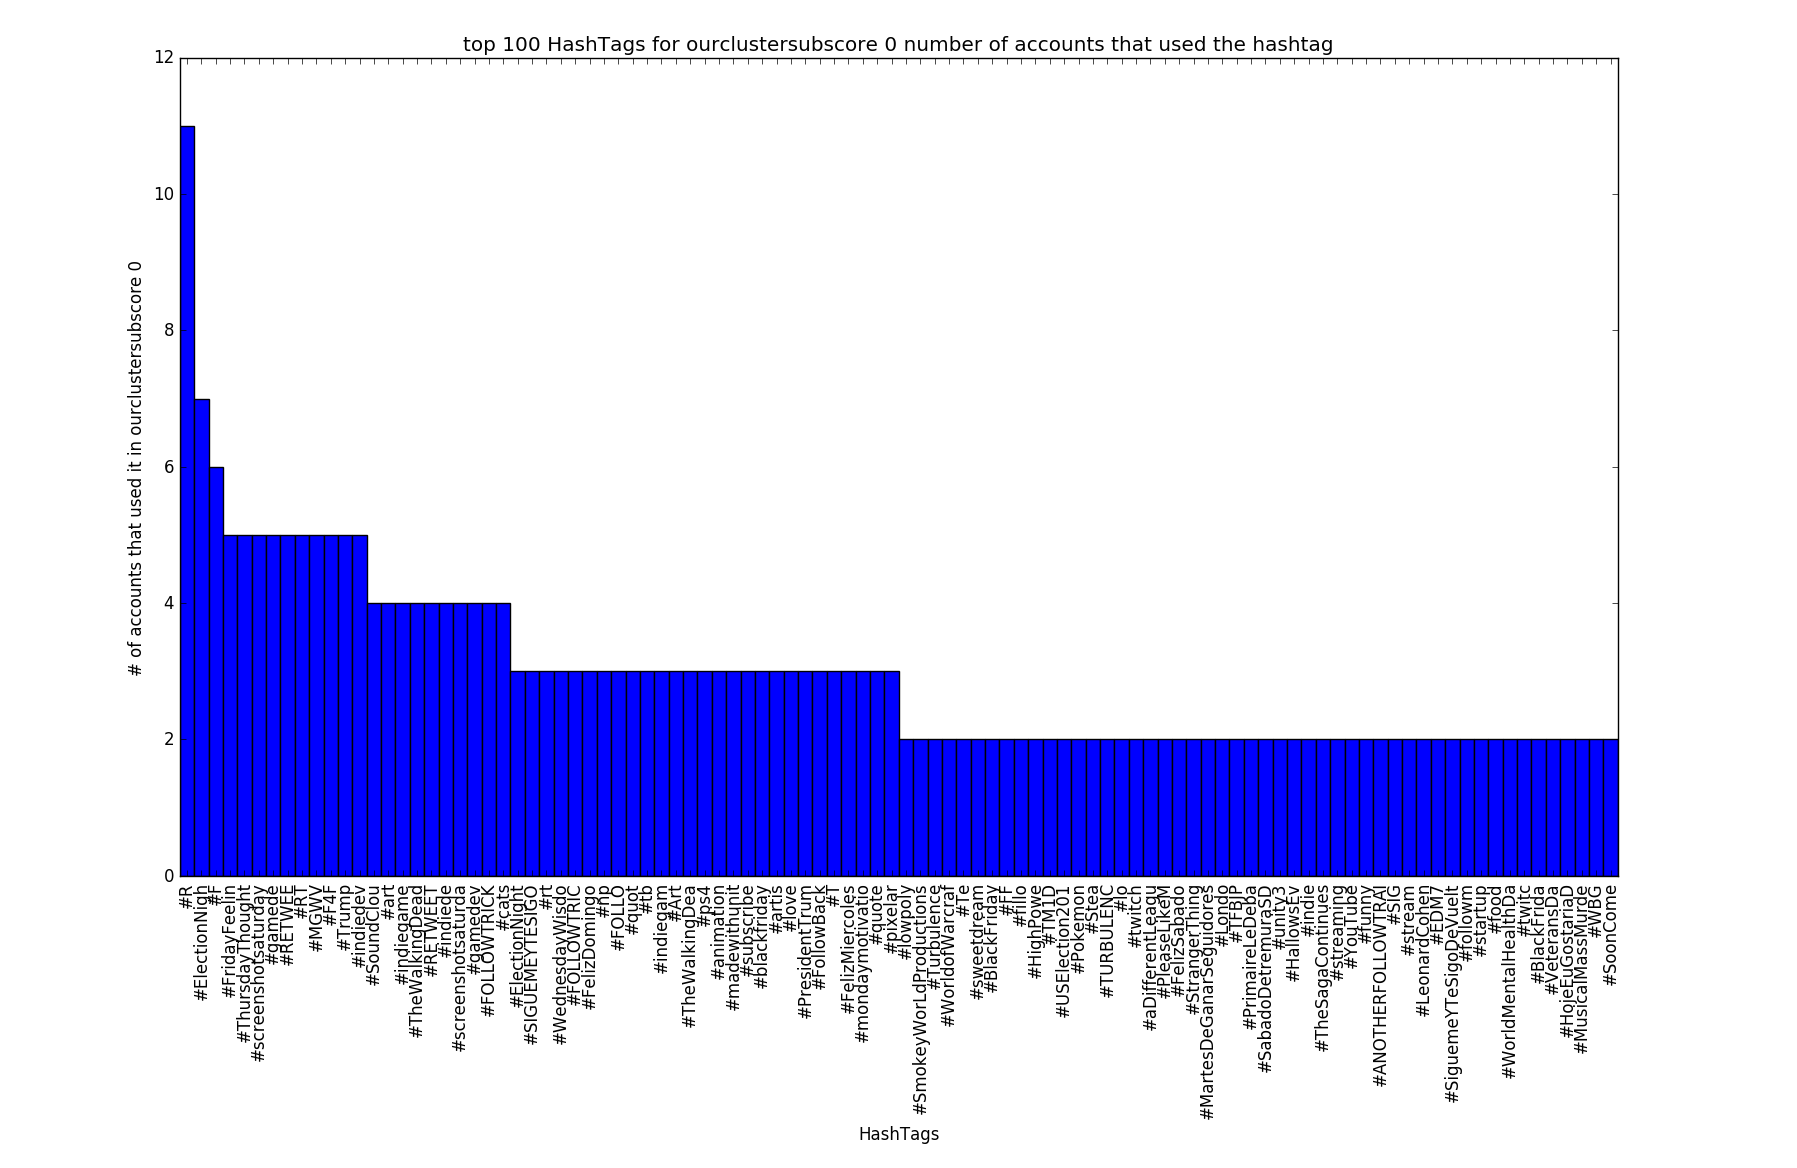 top 100 HashTags for ourclustersubscore 0 number of accounts that used the hashtag
12
10
8
6
4
2
0
# of accounts that used it in ourclustersubscore 0
#R
#ElectionNigh
#F
#FridayFeelin
#ThursdayThought
#screenshotsaturday
#gamede
#RETWEE
#RT
#MGWV
#F4F
#Trump
#indiedev
#SoundClou
#art
#indiegame
#TheWalkingDead
#RETWEET
#indiede
#screenshotsaturda
#gamedev
#FOLLOWTRICK
#cats
#ElectionNight
#SIGUEMEYTESIGO
#rt
#WednesdayWisdo
#FOLLOWTRIC
#FelizDomingo
#np
#FOLLO
#quot
#tb
#indiegam
#Art
#TheWalkingDea
#ps4
#animation
#madewithunit
#subscribe
#blackfriday
#artis
#love
#PresidentTrum
#FollowBack
#T
#FelizMiercoles
#mondaymotivatio
#quote
#pixelar
#lowpoly
#SmokeyWorLdProductions
#Turbulence
#WorldofWarcraf
#Te
#sweetdream
#BlackFriday
#FF
#fillo
#HighPowe
#TM1D
#USElection201
#Pokemon
#Stea
#TURBULENC
#lo
#twitch
#aDifferentLeagu
#PleaseLikeM
#FelizSabado
#StrangerThing
#MartesDeGanarSeguidores
#Londo
#TFBJP
#PrimaireLeDeba
#SabadoDetremuraSD
#unity3
#HallowsEv
#indie
#TheSagaContinues
#streaming
#YouTube
#funny
#ANOTHERFOLLOWTRAI
#SIG
#stream
#LeonardCohen
#EDM7
#SiguemeYTeSigoDeVuelt
#followm
#startup
#food
#WorldMentalHealthDa
#twitc
#BlackFrida
#VeteransDa
#HojeEuGostariaD
#MusicalMassMurde
#WBG
#SoonCome
HashTags